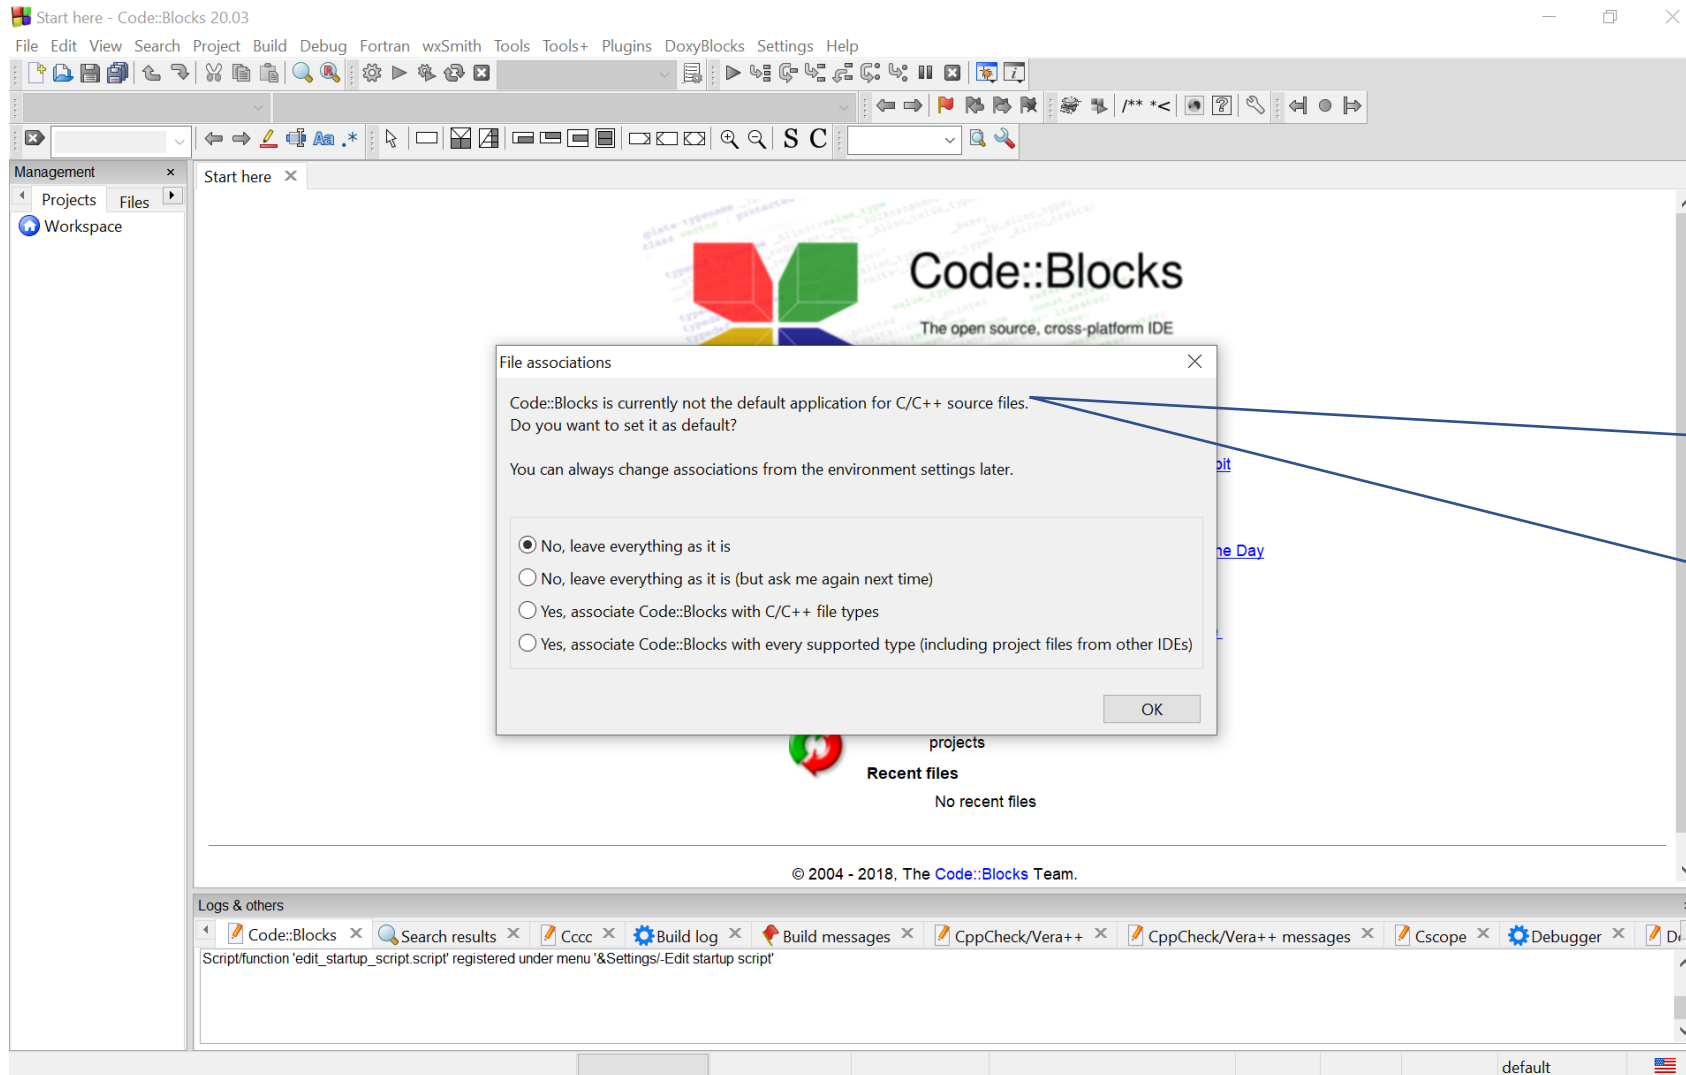 Start here - Code::Blocks 20.03
File Edit View Search Project Build Debug Fortran wxSmith Tools Tools+ Plugins DoxyBlocks Settings Help
/** *<
Aa .* S C
Management
Start here
Projects Files
Workspace
Code::Blocks
The open source, cross-platform IDE
File associations
Code::Blocks is currently not the default application for C/C++ source files.
Do you want to set it as default?
You can always change associations from the environment settings later.
No, leave everything as it is
No, leave everything as it is (but ask me again next time)
Yes, associate Code::Blocks with C/C++ file types
Yes, associate Code::Blocks with every supported type (including project files from other IDEs)
OK
Day
projects
Recent files
No recent files
© 2004 - 2018, The Code::Blocks Team.
Logs & others
Code::Blocks Search results Cccc Build log Build messages CppCheck/Vera++ CppCheck/Vera++ messages Cscope Debugger
Script/function 'edit_startup_script.script' registered under menu '&Settings/-Edit startup script'
default